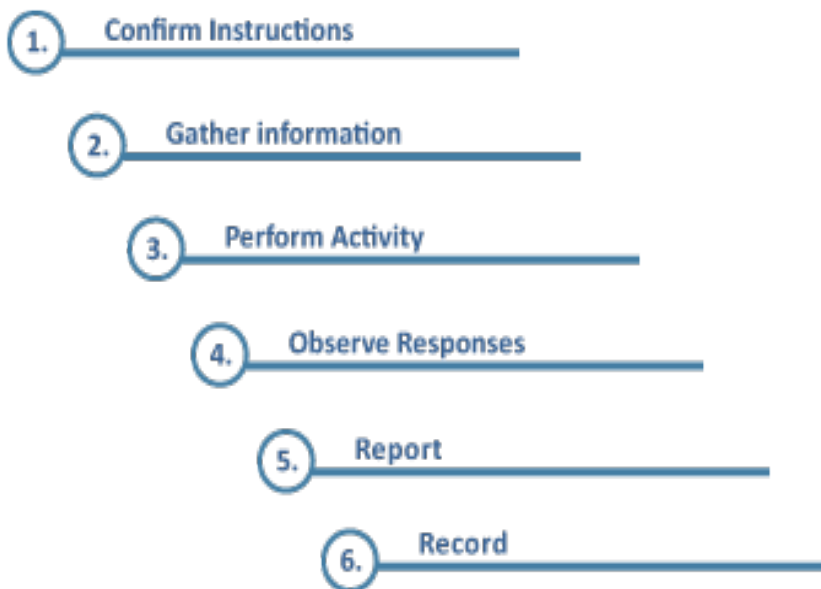 1. Confirm Instructions
2. Gather information
3. Perform Activity
4. Observe Responses
5. Report
6. Record